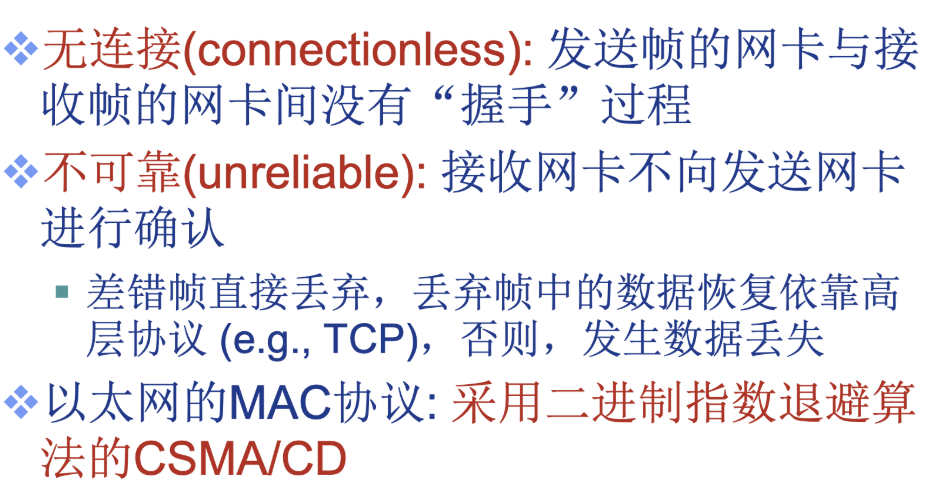 ❖无连接(connectionless): 发送帧的网卡与接
收帧的网卡间没有“握手”过程
❖不可靠(unreliable): 接收网卡不向发送网卡
进行确认
▪ 差错帧直接丢弃，丢弃帧中的数据恢复依靠高
层协议 (e.g., TCP)，否则，发生数据丢失
❖以太网的MAC协议: 采用二进制指数退避算
法的CSMA/CD